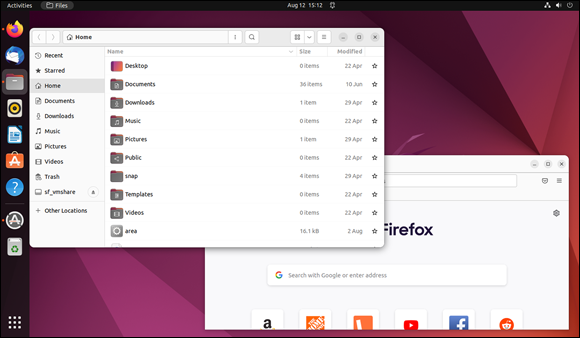 Activities Files Aug 12 15:12
Home
Name Size Modified
Recent
Starred
Home
Documents
Downloads
Music
Pictures
Videos
Trash
sf_vmshare
+ Other Locations
Desktop 0 items 22 Apr
Documents 36 items 10 Jun
Downloads 1 item 29 Apr
Music 0 items 22 Apr
Pictures 1 item 29 Apr
Public 0 items 22 Apr
snap 4 items 29 Apr
Templates 0 items 22 Apr
Videos 0 items 22 Apr
area 16.1 kB 2 Aug
Firefox
Search with Google or enter address